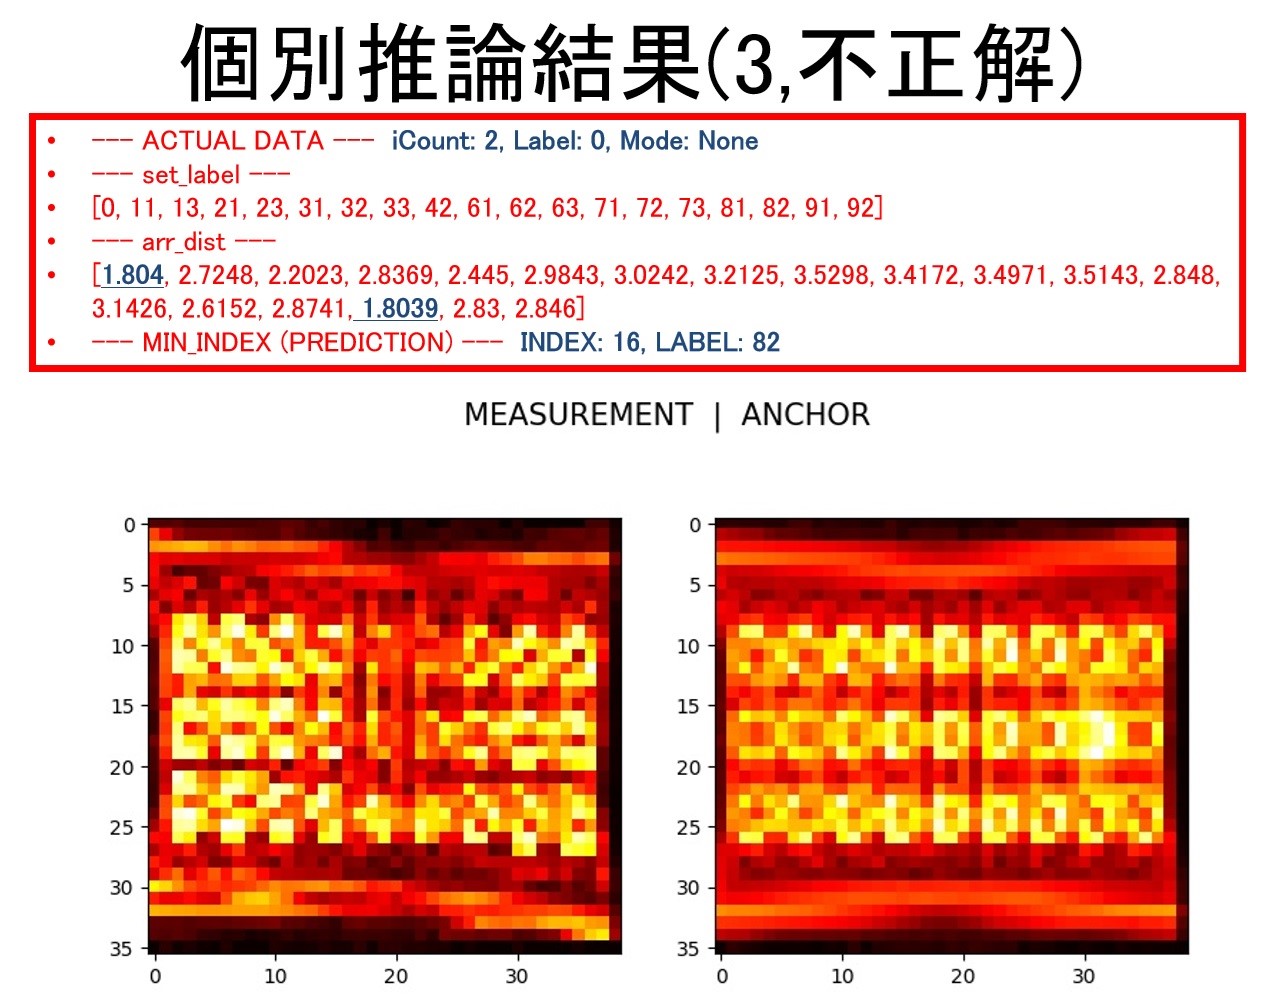 個別推論結果(3,不正解)
• --- ACTUAL DATA --- iCount: 2, Label: 0, Mode: None
• --- set_label ---
• [0, 11, 13, 21, 23, 31, 32, 33, 42, 61, 62, 63, 71, 72, 73, 81, 82, 91, 92]
• --- arr_dist ---
• [1.804, 2.7248, 2.2023, 2.8369, 2.445, 2.9843, 3.0242, 3.2125, 3.5298, 3.4172, 3.4971, 3.5143, 2.848,
3.1426, 2.6152, 2.8741, 1.8039, 2.83, 2.846]
• --- MIN_INDEX (PREDICTION) --- INDEX: 16, LABEL: 82
MEASUREMENT | ANCHOR
0
5
10
15
20
25
30
35
0 10 20 30
0
5
10
15
20
25
30
35
0 10 20 30